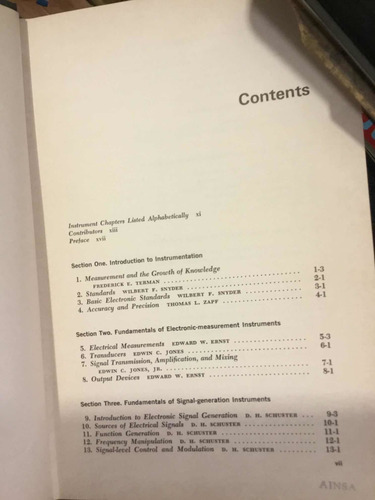 Contents
Instrument Chapters Listed Alphabetically xi
Contributors xiii
Preface xvii
Section One. Introduction to Instrumentation
1. Measurement and the Growth of Knowledge
FREDERICK E. TERMAN . . . 1-3
2. Standards WILBERT F. SNYDER . . . 2-1
3. Basic Electronic Standards WILBERT F. SNYDER . . . 3-1
4. Accuracy and Precision THOMAS L. ZAPF . . . 4-1
Section Two. Fundamentals of Electronic-measurement Instruments
5. Electrical Measurements EDWARD W. ERNST . . . 5-3
6. Transducers EDWIN C. JONES . . . 6-1
7. Signal Transmission, Amplification, and Mixing
EDWIN C. JONES, JR. . . . 7-1
8. Output Devices EDWARD W. ERNST . . . 8-1
Section Three. Fundamentals of Signal-generation Instruments
9. Introduction to Electronic Signal Generation D. H. SCHUSTER . . . 9-3
10. Sources of Electrical Signals D. H. SCHUSTER . . . 10-1
11. Function Generation D. H. SCHUSTER . . . 11-1
12. Frequency Manipulation D. H. SCHUSTER . . . 12-1
13. Signal-level Control and Modulation D. H. SCHUSTER . . . 13-1
vii